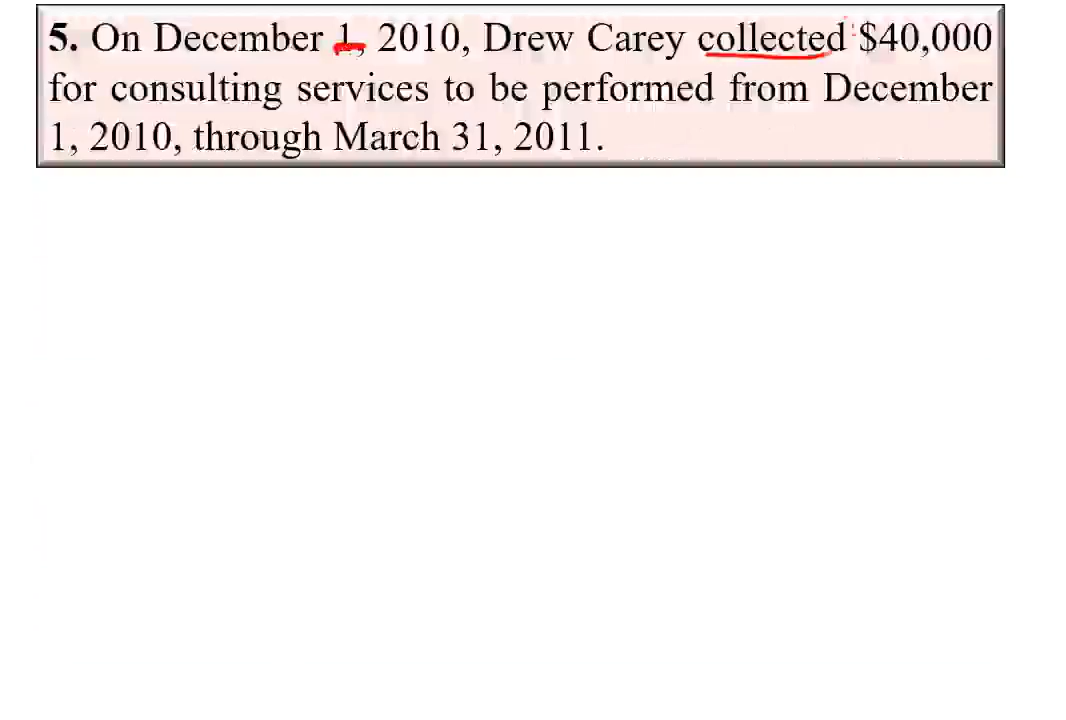 5. On December 1, 2010, Drew Carey collected $40,000
for consulting services to be performed from December
1, 2010, through March 31, 2011.